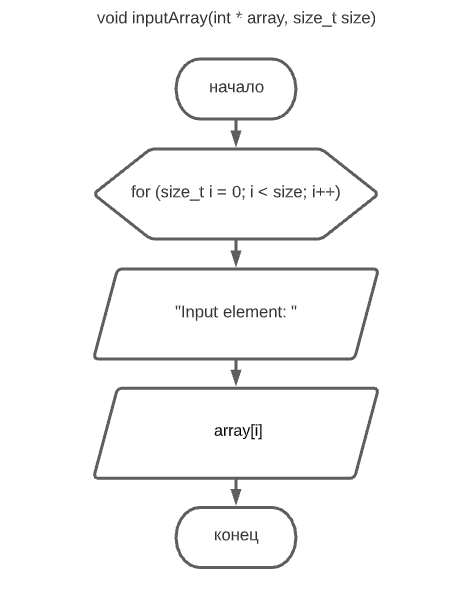 void inputArray(int * array, size_t size)
начало
for (size_t i = 0; i < size; i++)
"Input element: "
array[i]
конец